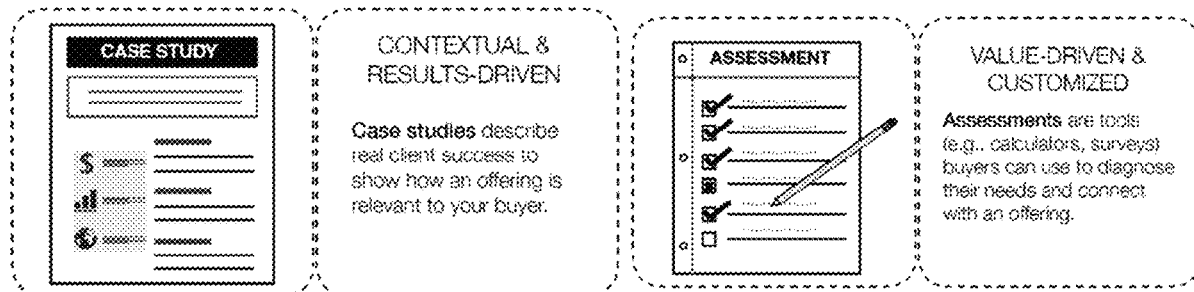 CASE STUDY
CONTEXTUAL &
RESULTS-DRIVEN
Case studies describe
real client success to
show how an offering is
relevant to your buyer.
$
ASSESSMENT
VALUE-DRIVEN &
CUSTOMIZED
Assessments are tools
(e.g., calculators, surveys)
buyers can use to diagnose
their needs and connect
with an offering.